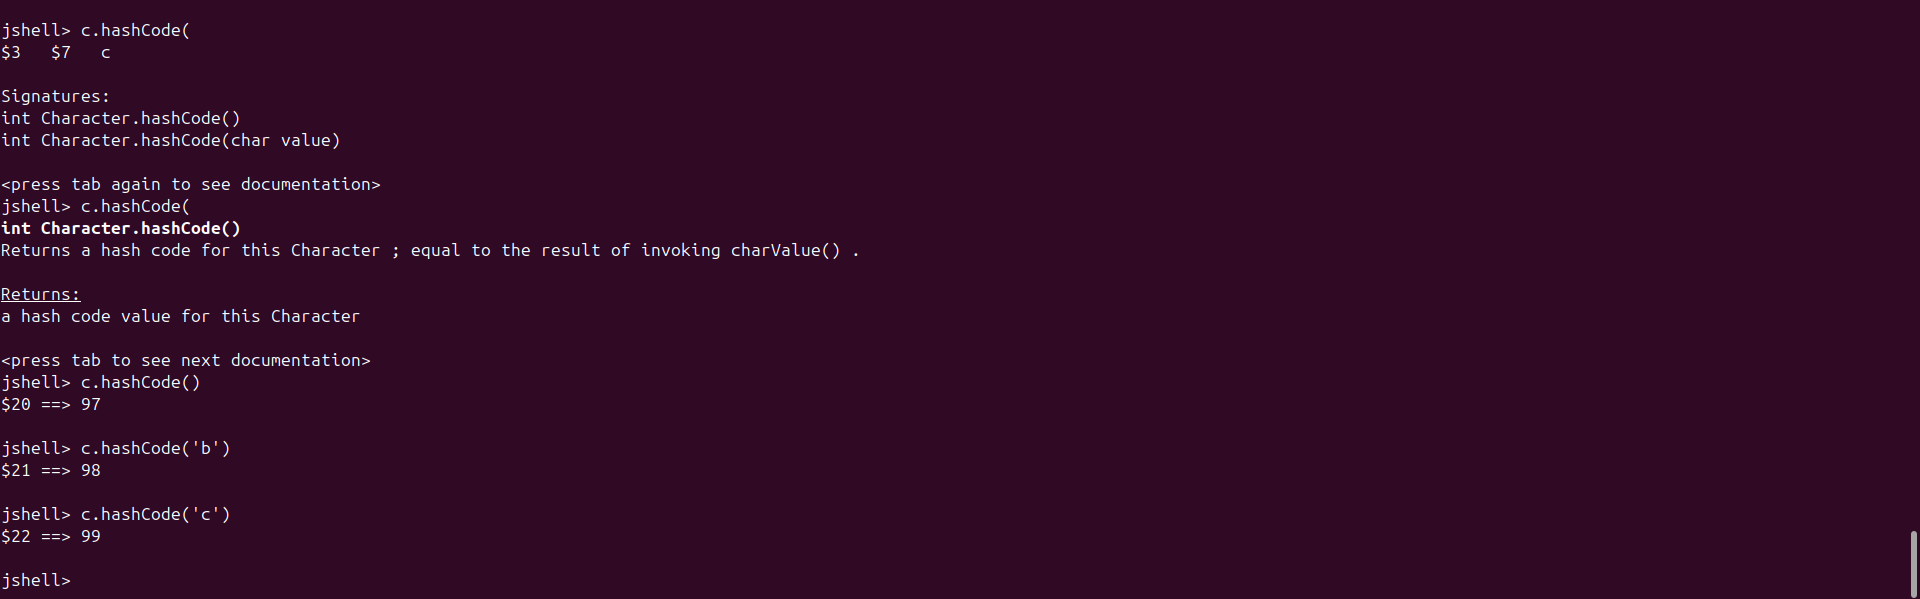 jshell> c.hashCode(
$3   $7   c
Signatures:
int Character.hashCode()
int Character.hashCode(char value)
<press tab again to see documentation>
jshell> c.hashCode(
int Character.hashCode()
Returns a hash code for this Character ; equal to the result of invoking charValue() .
Returns:
a hash code value for this Character
<press tab to see next documentation>
jshell> c.hashCode()
$20 ==> 97
jshell> c.hashCode('b')
$21 ==> 98
jshell> c.hashCode('c')
$22 ==> 99
jshell>